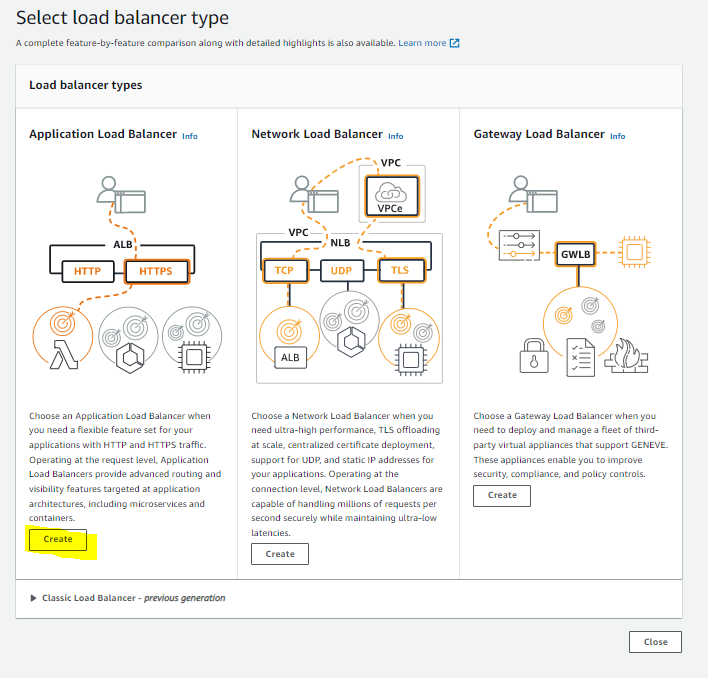 Select load balancer type
A complete feature-by-feature comparison along with detailed highlights is also available. Learn more
Load balancer types
Application Load Balancer Info
ALB
HTTP
HTTPS
Choose an Application Load Balancer when
you need a flexible feature set for your
applications with HTTP and HTTPS traffic.
Operating at the request level, Application
Load Balancers provide advanced routing and
visibility features targeted at application
architectures, including microservices and
containers.
Create
Network Load Balancer Info
VPC
VPCe
VPC
NLB
TCP
UDP
TLS
ALB
Choose a Network Load Balancer when you
need ultra-high performance, TLS offloading
at scale, centralized certificate deployment,
support for UDP, and static IP addresses for
your applications. Operating at the
connection level, Network Load Balancers are
capable of handling millions of requests per
second securely while maintaining ultra-low
latencies.
Create
Gateway Load Balancer Info
GWLB
Choose a Gateway Load Balancer when you
need to deploy and manage a fleet of third-
party virtual appliances that support GENEVE.
These appliances enable you to improve
security, compliance, and policy controls.
Create
Classic Load Balancer - previous generation
Close